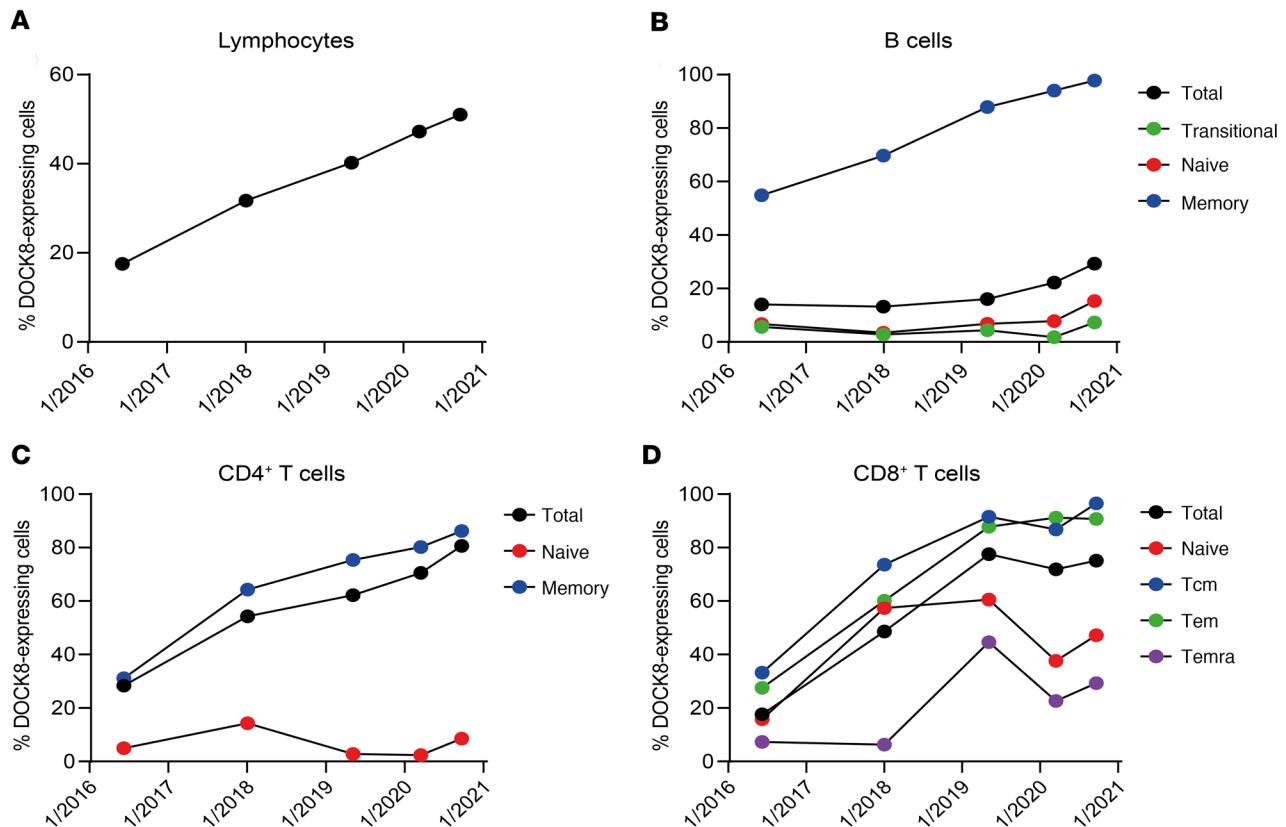 A
Lymphocytes
% DOCK8-expressing cells
60
40
20
0
1/2016
1/2017
1/2018
1/2019
1/2020
1/2021
B
B cells
% DOCK8-expressing cells
100
80
60
40
20
0
1/2016
1/2017
1/2018
1/2019
1/2020
1/2021
Total
Transitional
Naive
Memory
C
CD4⁺ T cells
% DOCK8-expressing cells
100
80
60
40
20
0
1/2016
1/2017
1/2018
1/2019
1/2020
1/2021
Total
Naive
Memory
D
CD8⁺ T cells
% DOCK8-expressing cells
100
80
60
40
20
0
1/2016
1/2017
1/2018
1/2019
1/2020
1/2021
Total
Naive
Tcm
Tem
Temra